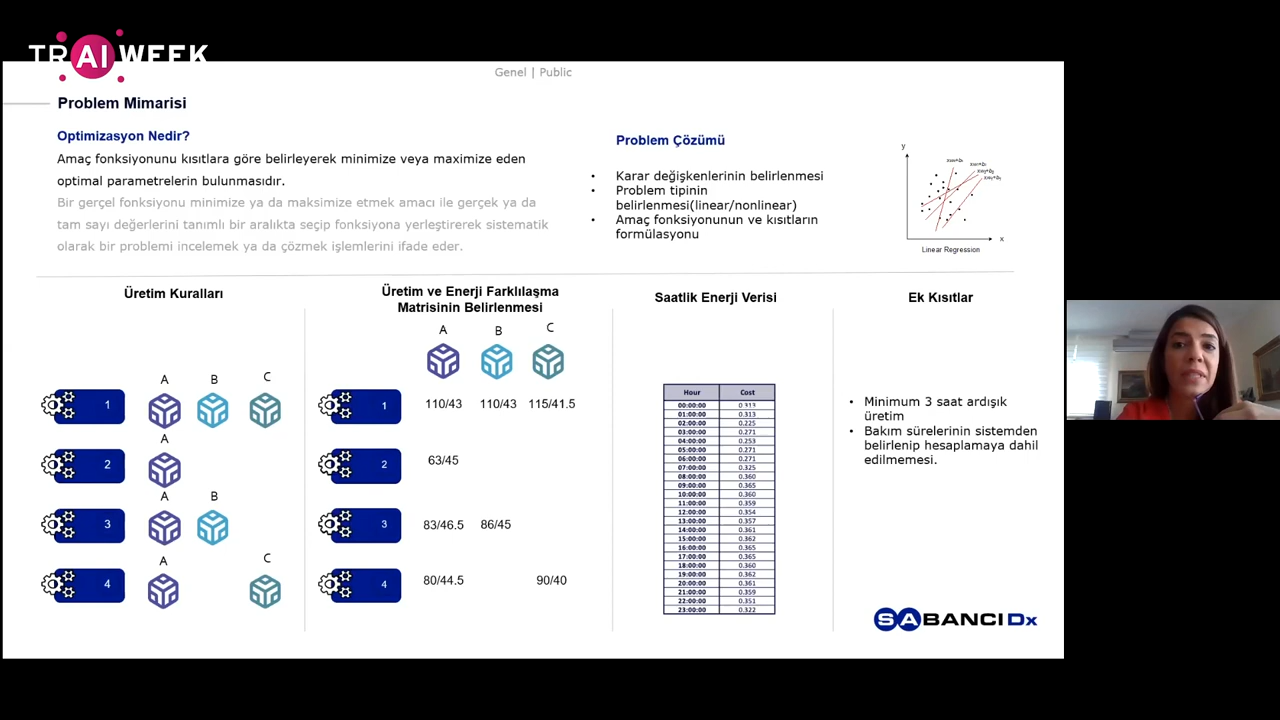 TRAI WEEK
Genel | Public
Problem Mimarisi
Optimizasyon Nedir?
Amaç fonksiyonunu kısıtlara göre belirleyerek minimize veya maximize eden
optimal parametrelerin bulunmasıdır.
Bir gerçel fonksiyonu minimize ya da maksimize etmek amacı ile gerçek ya da
tam sayı değerlerini tanımlı bir aralıkta seçip fonksiyona yerleştirerek sistematik
olarak bir problemi incelemek ya da çözmek işlemlerini ifade eder.
Problem Çözümü
• Karar değişkenlerinin belirlenmesi
• Problem tipinin
belirlenmesi(linear/nonlinear)
• Amaç fonksiyonunun ve kısıtların
formülasyonu
y
x
Linear Regression
Üretim Kuralları
A B C
1
A
2
A B
3
A C
4
Üretim ve Enerji Farklılaşma
Matrisinin Belirlenmesi
A B C
1 110/43 110/43 115/41.5
2 63/45
3 83/46.5 86/45
4 80/44.5 90/40
Saatlik Enerji Verisi
Hour Cost
00:00:00 0.313
01:00:00 0.313
02:00:00 0.225
03:00:00 0.271
04:00:00 0.253
05:00:00 0.271
06:00:00 0.271
07:00:00 0.325
08:00:00 0.360
09:00:00 0.365
10:00:00 0.360
11:00:00 0.359
12:00:00 0.354
13:00:00 0.357
14:00:00 0.361
15:00:00 0.362
16:00:00 0.365
17:00:00 0.365
18:00:00 0.360
19:00:00 0.362
20:00:00 0.361
21:00:00 0.359
22:00:00 0.351
23:00:00 0.322
Ek Kısıtlar
• Minimum 3 saat ardışık
üretim
• Bakım sürelerinin sistemden
belirlenip hesaplamaya dahil
edilmemesi.
SABANCI Dx